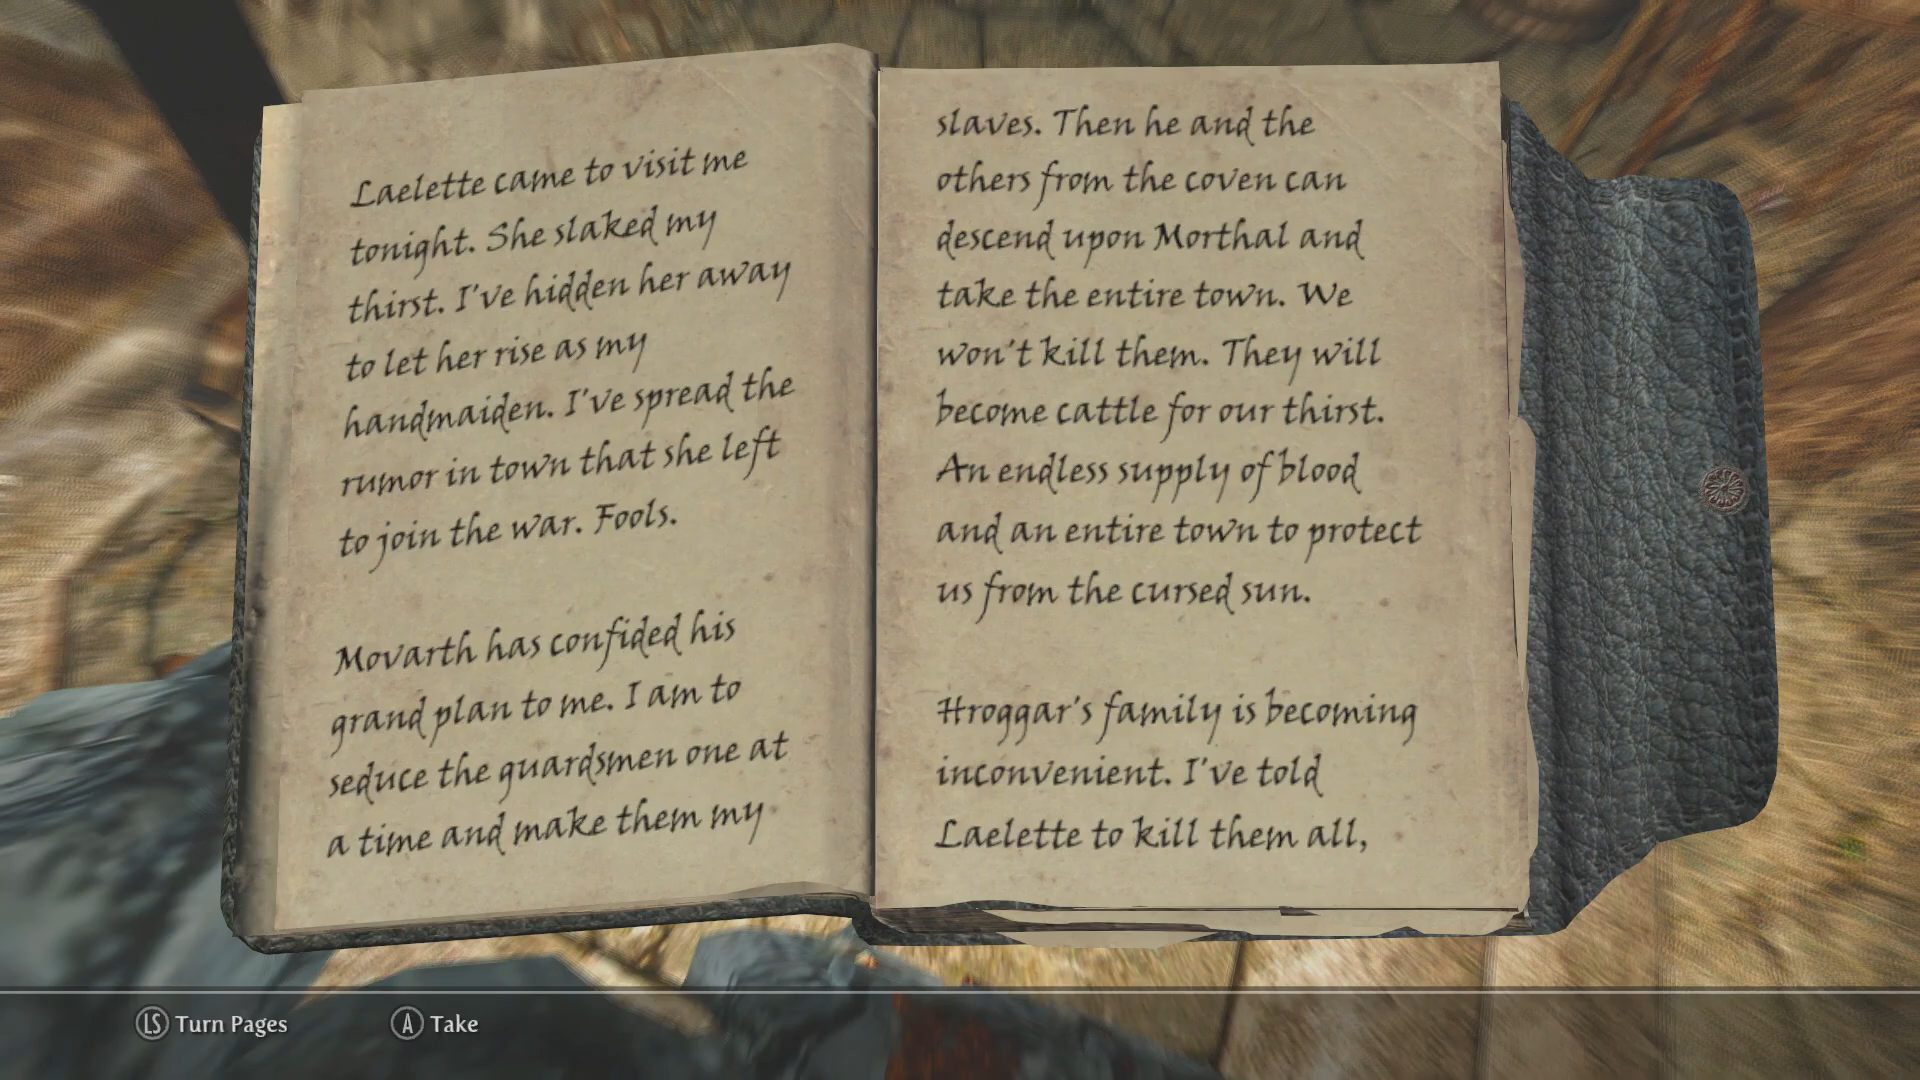 Laelette came to visit me
tonight. She slaked my
thirst. I've hidden her away
to let her rise as my
handmaiden. I've spread the
rumor in town that she left
to join the war. Fools.
Movarth has confided his
grand plan to me. I am to
seduce the guardsmen one at
a time and make them my
slaves. Then he and the
others from the coven can
descend upon Morthal and
take the entire town. We
won't kill them. They will
become cattle for our thirst.
An endless supply of blood
and an entire town to protect
us from the cursed sun.
Hroggar's family is becoming
inconvenient. I've told
Laelette to kill them all,
LS Turn Pages
A Take